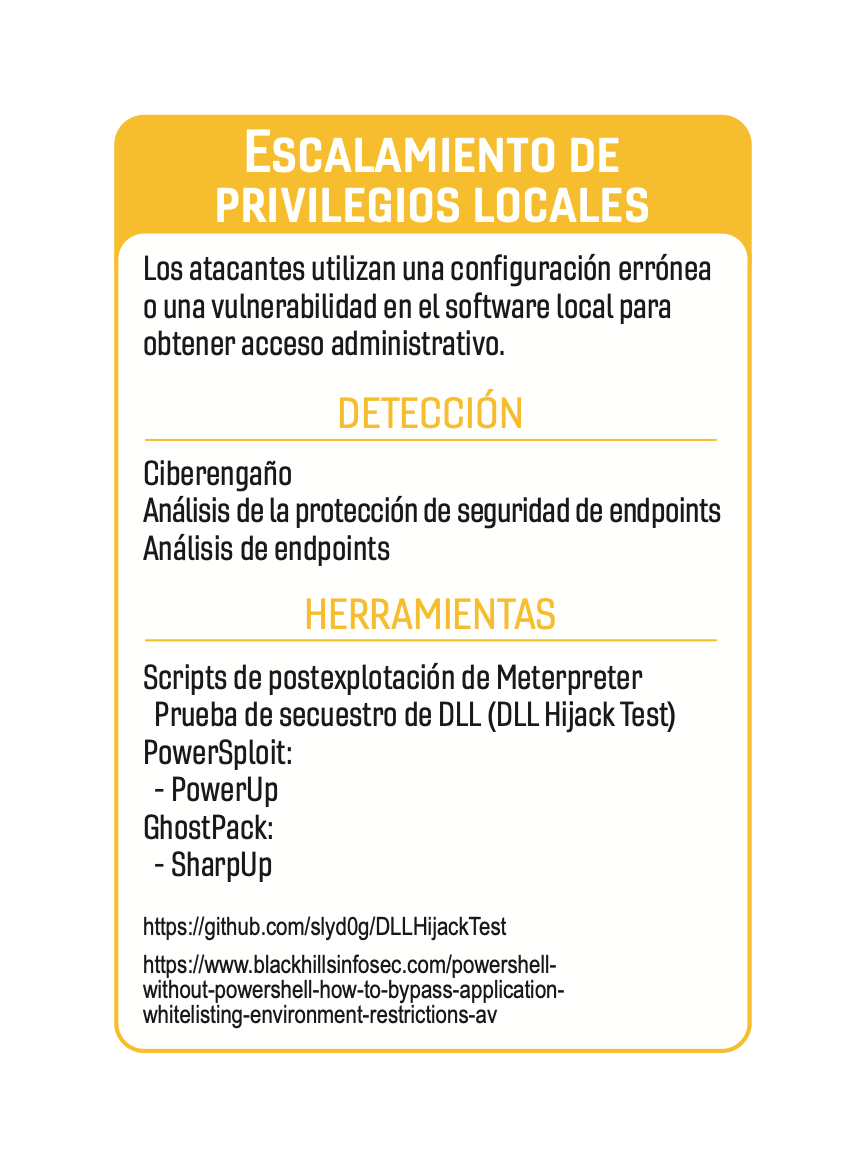 ESCALAMIENTO DE
PRIVILEGIOS LOCALES
Los atacantes utilizan una configuración errónea
o una vulnerabilidad en el software local para
obtener acceso administrativo.
DETECCIÓN
Ciberengaño
Análisis de la protección de seguridad de endpoints
Análisis de endpoints
HERRAMIENTAS
Scripts de postexplotación de Meterpreter
Prueba de secuestro de DLL (DLL Hijack Test)
PowerSploit:
- PowerUp
GhostPack:
- SharpUp
https://github.com/slyd0g/DLLHijackTest
https://www.blackhillsinfosec.com/powershell-
without-powershell-how-to-bypass-application-
whitelisting-environment-restrictions-av